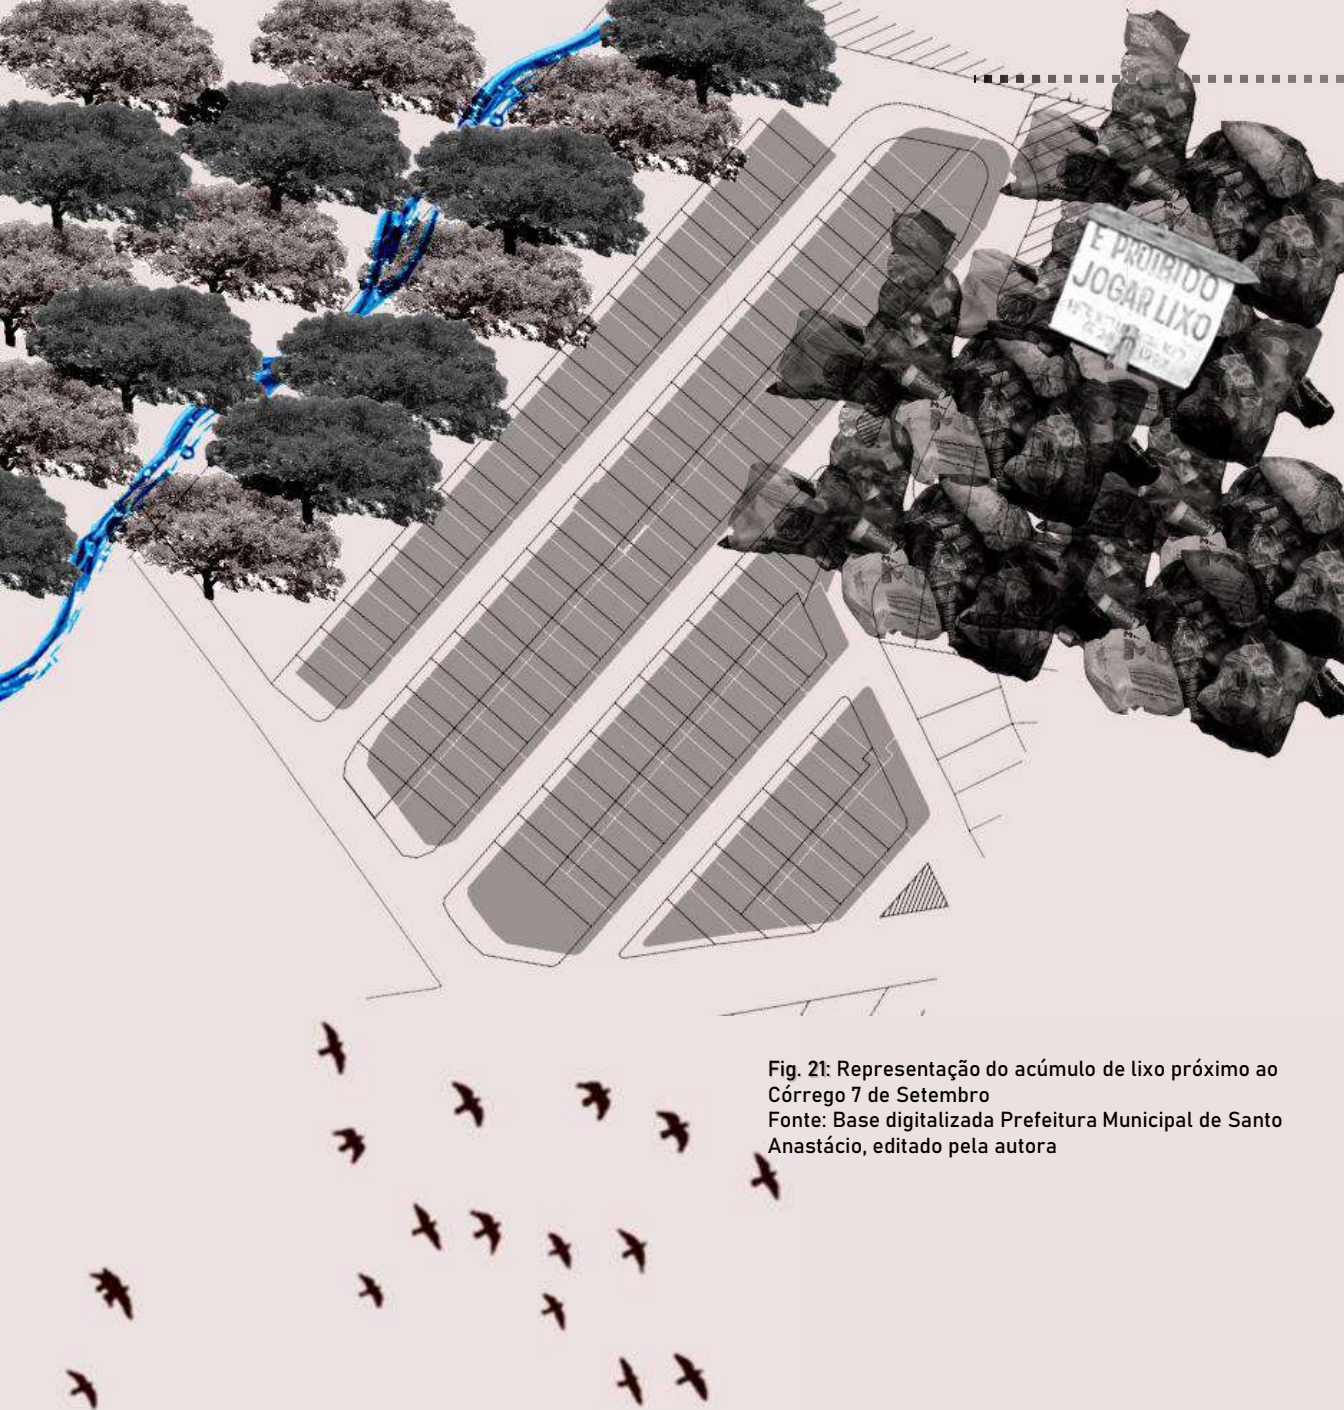 E PROIBIDO
JOGAR LIXO
Fig. 21: Representação do acúmulo de lixo próximo ao
Córrego 7 de Setembro
Fonte: Base digitalizada Prefeitura Municipal de Santo
Anastácio, editado pela autora